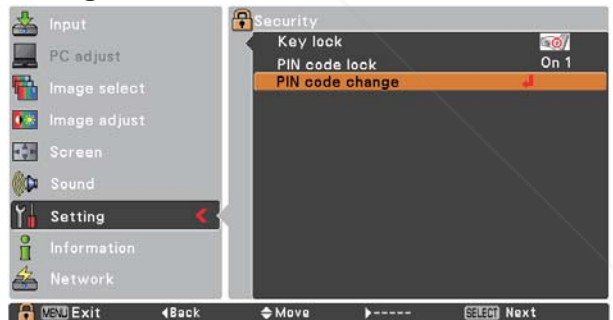 Input
PC adjust
Image select
Image adjust
Screen
Sound
Setting
Information
Network
Security
Key lock
PIN code lock On 1
PIN code change
MENU Exit Back Move ----- SELECT Next